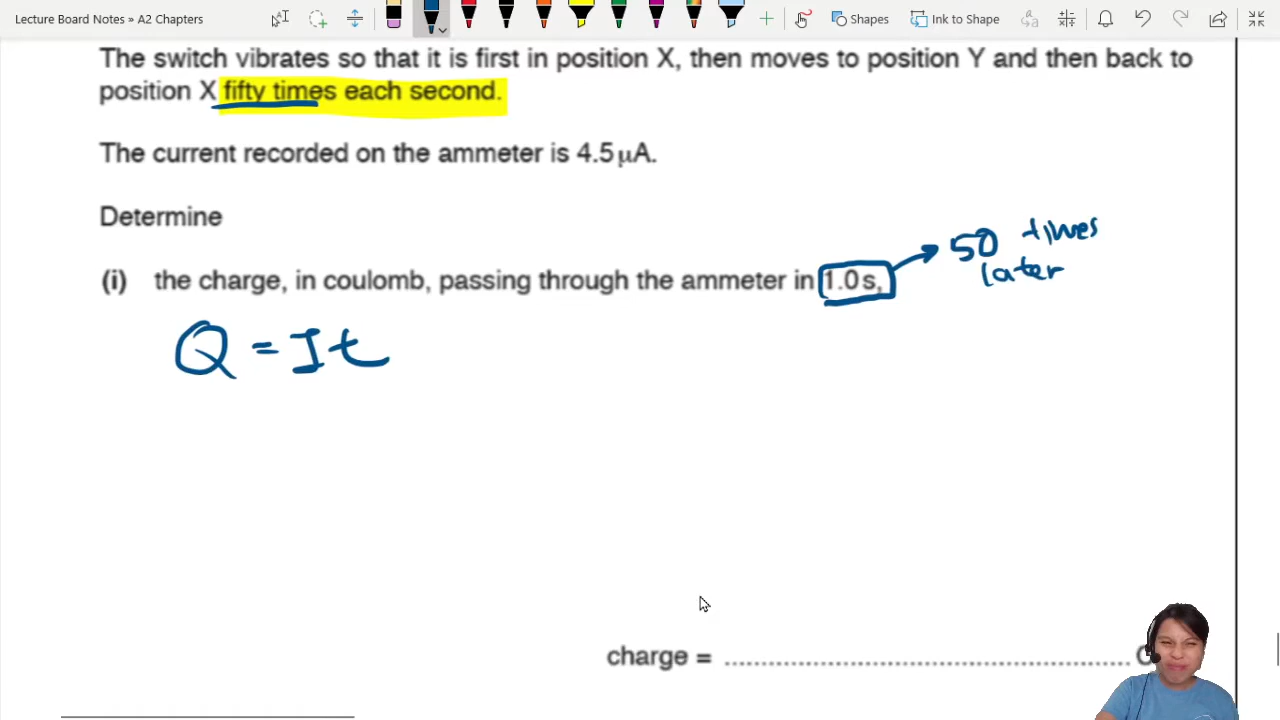 Lecture Board Notes » A2 Chapters
Shapes
Ink to Shape
The switch vibrates so that it is first in position X, then moves to position Y and then back to
position X fifty times each second.
The current recorded on the ammeter is 4.5 μA.
Determine
50 times
later
(i) the charge, in coulomb, passing through the ammeter in 1.0 s,
Q = It
charge = ............................................................ C